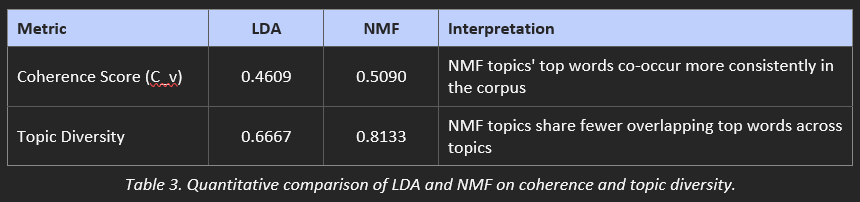 Metric LDA NMF Interpretation
Coherence Score (C_v) 0.4609 0.5090 NMF topics' top words co-occur more consistently in
the corpus
Topic Diversity 0.6667 0.8133 NMF topics share fewer overlapping top words across
topics
Table 3. Quantitative comparison of LDA and NMF on coherence and topic diversity.